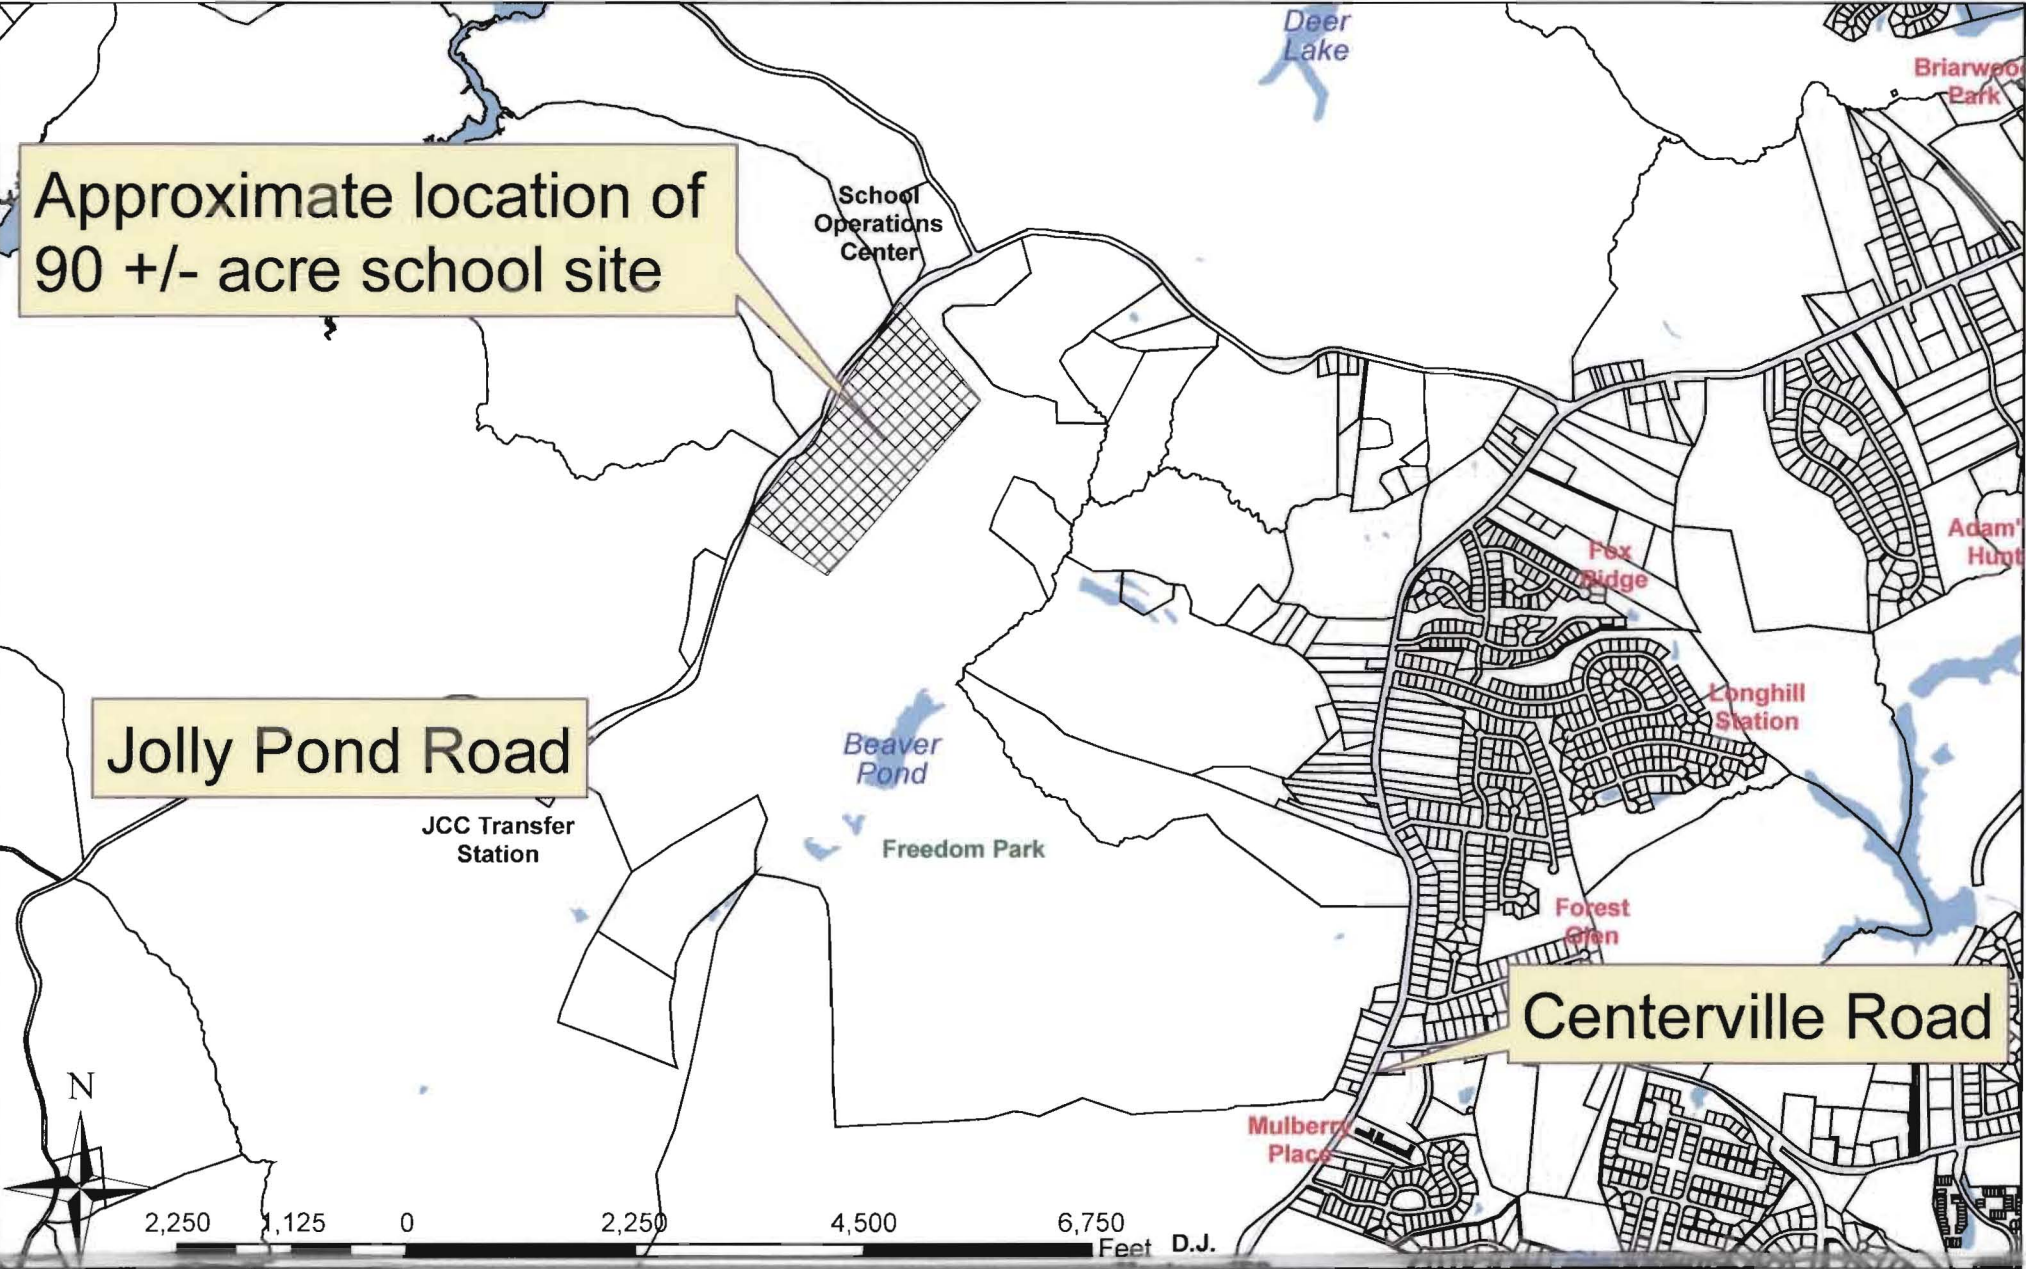 Deer
Lake
Briarwoo
Park
Approximate location of
90 +/- acre school site
School
Operations
Center
Adam'
Hunt
Fox
Ridge
Longhill
Station
Jolly Pond Road
Beaver
Pond
JCC Transfer
Station
Freedom Park
Forest
Glen
Centerville Road
N
Mulberry
Place
2,250 1,125 0 2,250 4,500 6,750
Feet
D.J.